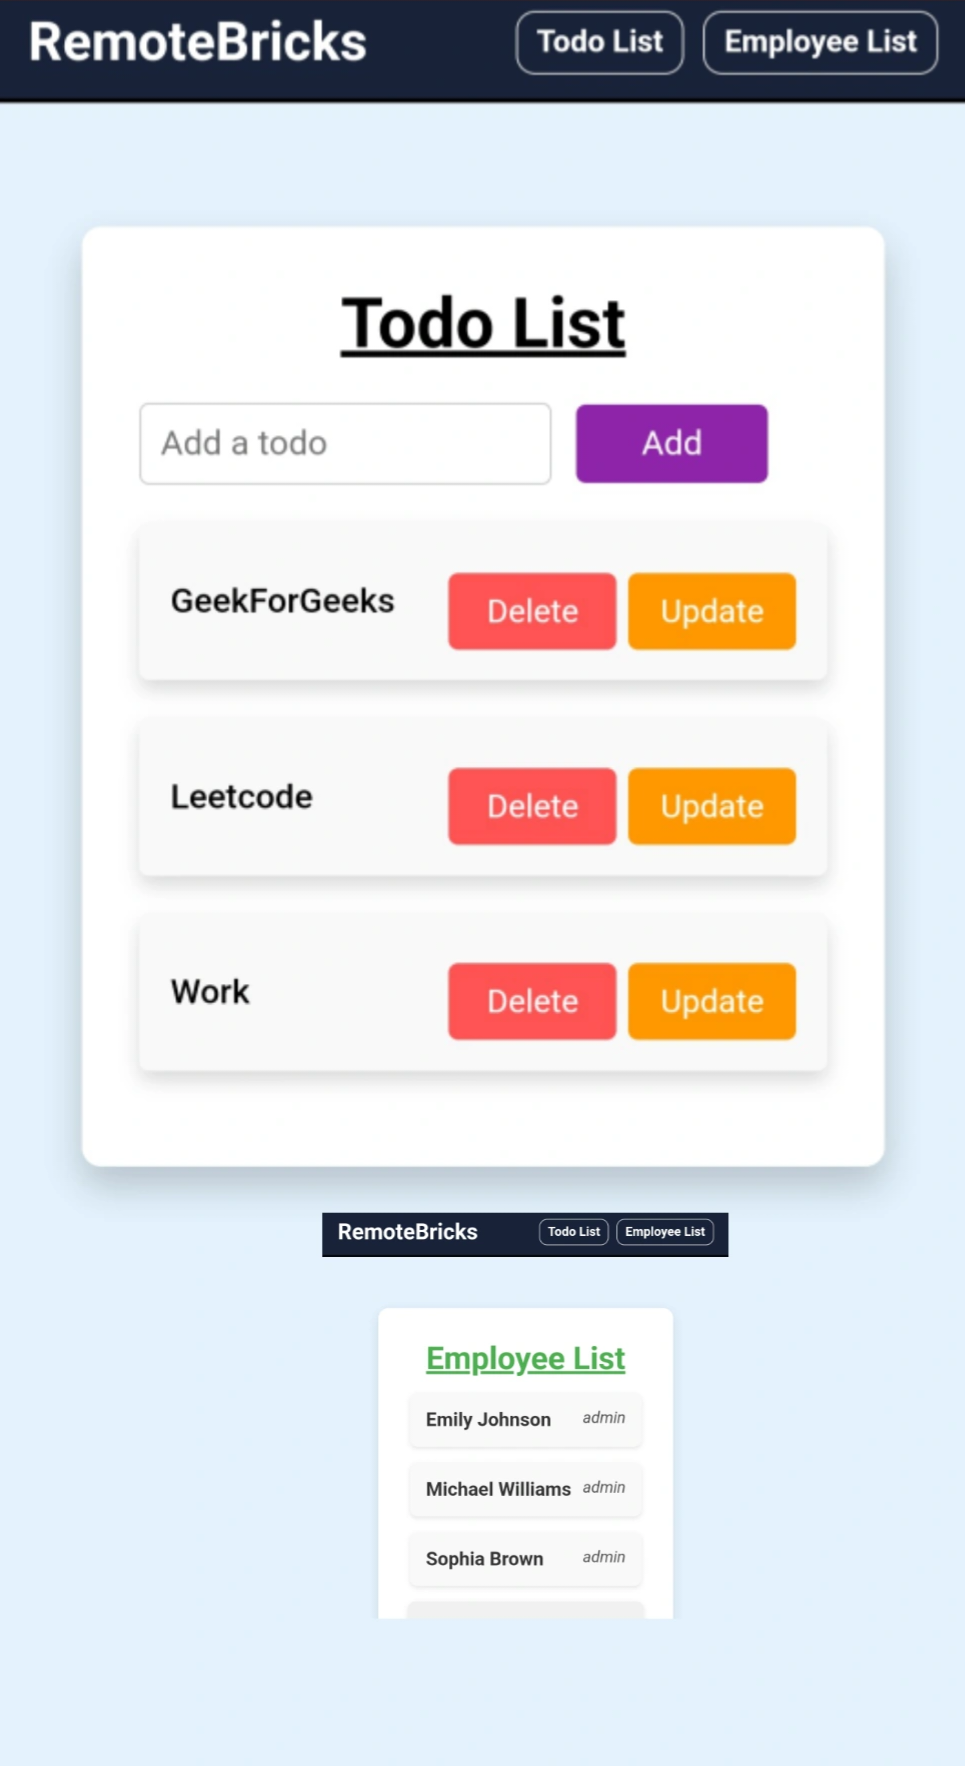 RemoteBricks Todo List Employee List
Todo List
Add a todo Add
GeekForGeeks Delete Update
Leetcode Delete Update
Work Delete Update
RemoteBricks Todo List Employee List
Employee List
Emily Johnson admin
Michael Williams admin
Sophia Brown admin